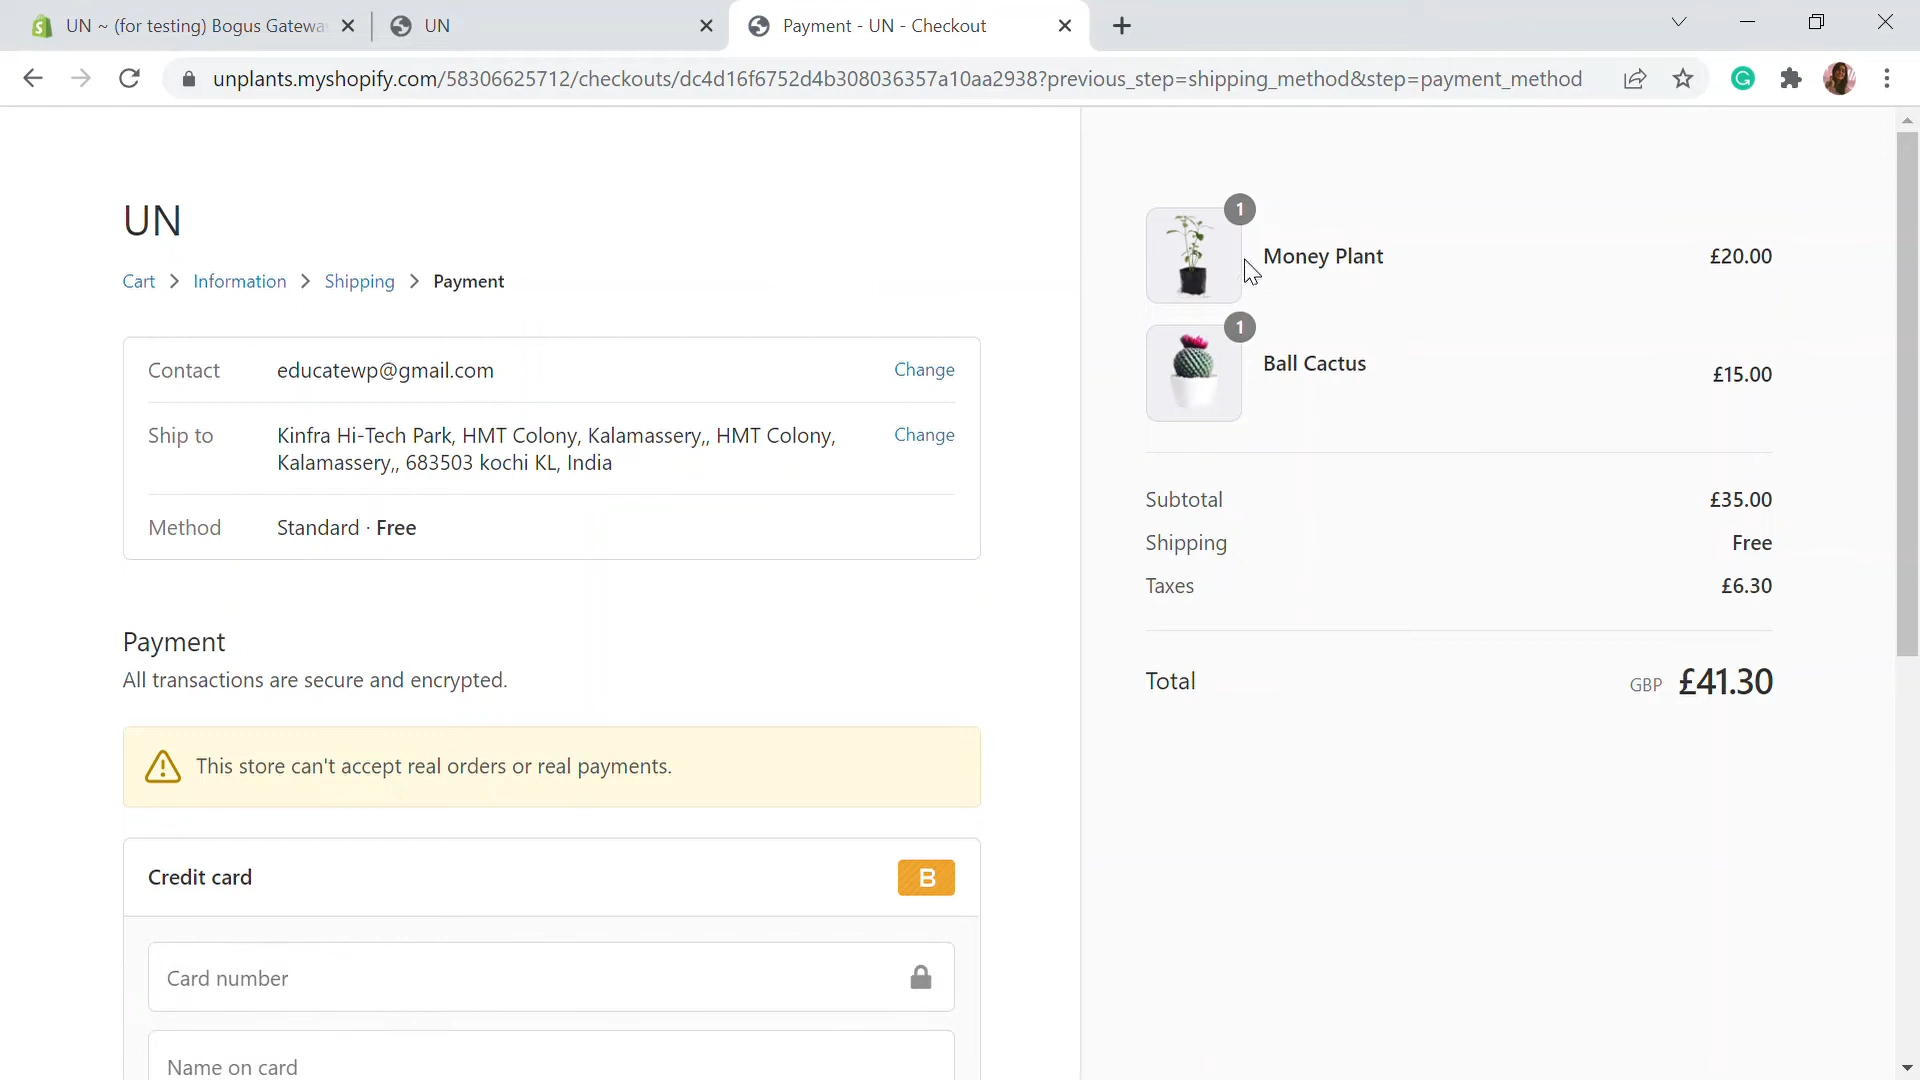 UN ~ (for testing) Bogus Gatewa
UN
Payment - UN - Checkout
unplants.myshopify.com/58306625712/checkouts/dc4d16f6752d4b308036357a10aa2938?previous_step=shipping_method&step=payment_method
UN
Cart > Information > Shipping > Payment
Contact educatewp@gmail.com Change
Ship to Kinfra Hi-Tech Park, HMT Colony, Kalamassery,, HMT Colony, Change
Kalamassery,, 683503 kochi KL, India
Method Standard · Free
Payment
All transactions are secure and encrypted.
This store can't accept real orders or real payments.
Credit card B
Card number
Name on card
1
Money Plant £20.00
1
Ball Cactus £15.00
Subtotal £35.00
Shipping Free
Taxes £6.30
Total GBP £41.30